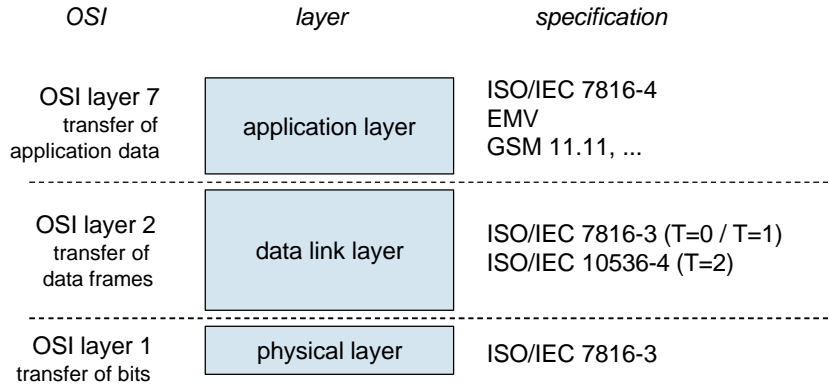 OSI layer specification
OSI layer 7
transfer of
application data
application layer
ISO/IEC 7816-4
EMV
GSM 11.11, ...
OSI layer 2
transfer of
data frames
data link layer
ISO/IEC 7816-3 (T=0 / T=1)
ISO/IEC 10536-4 (T=2)
OSI layer 1
transfer of bits
physical layer
ISO/IEC 7816-3